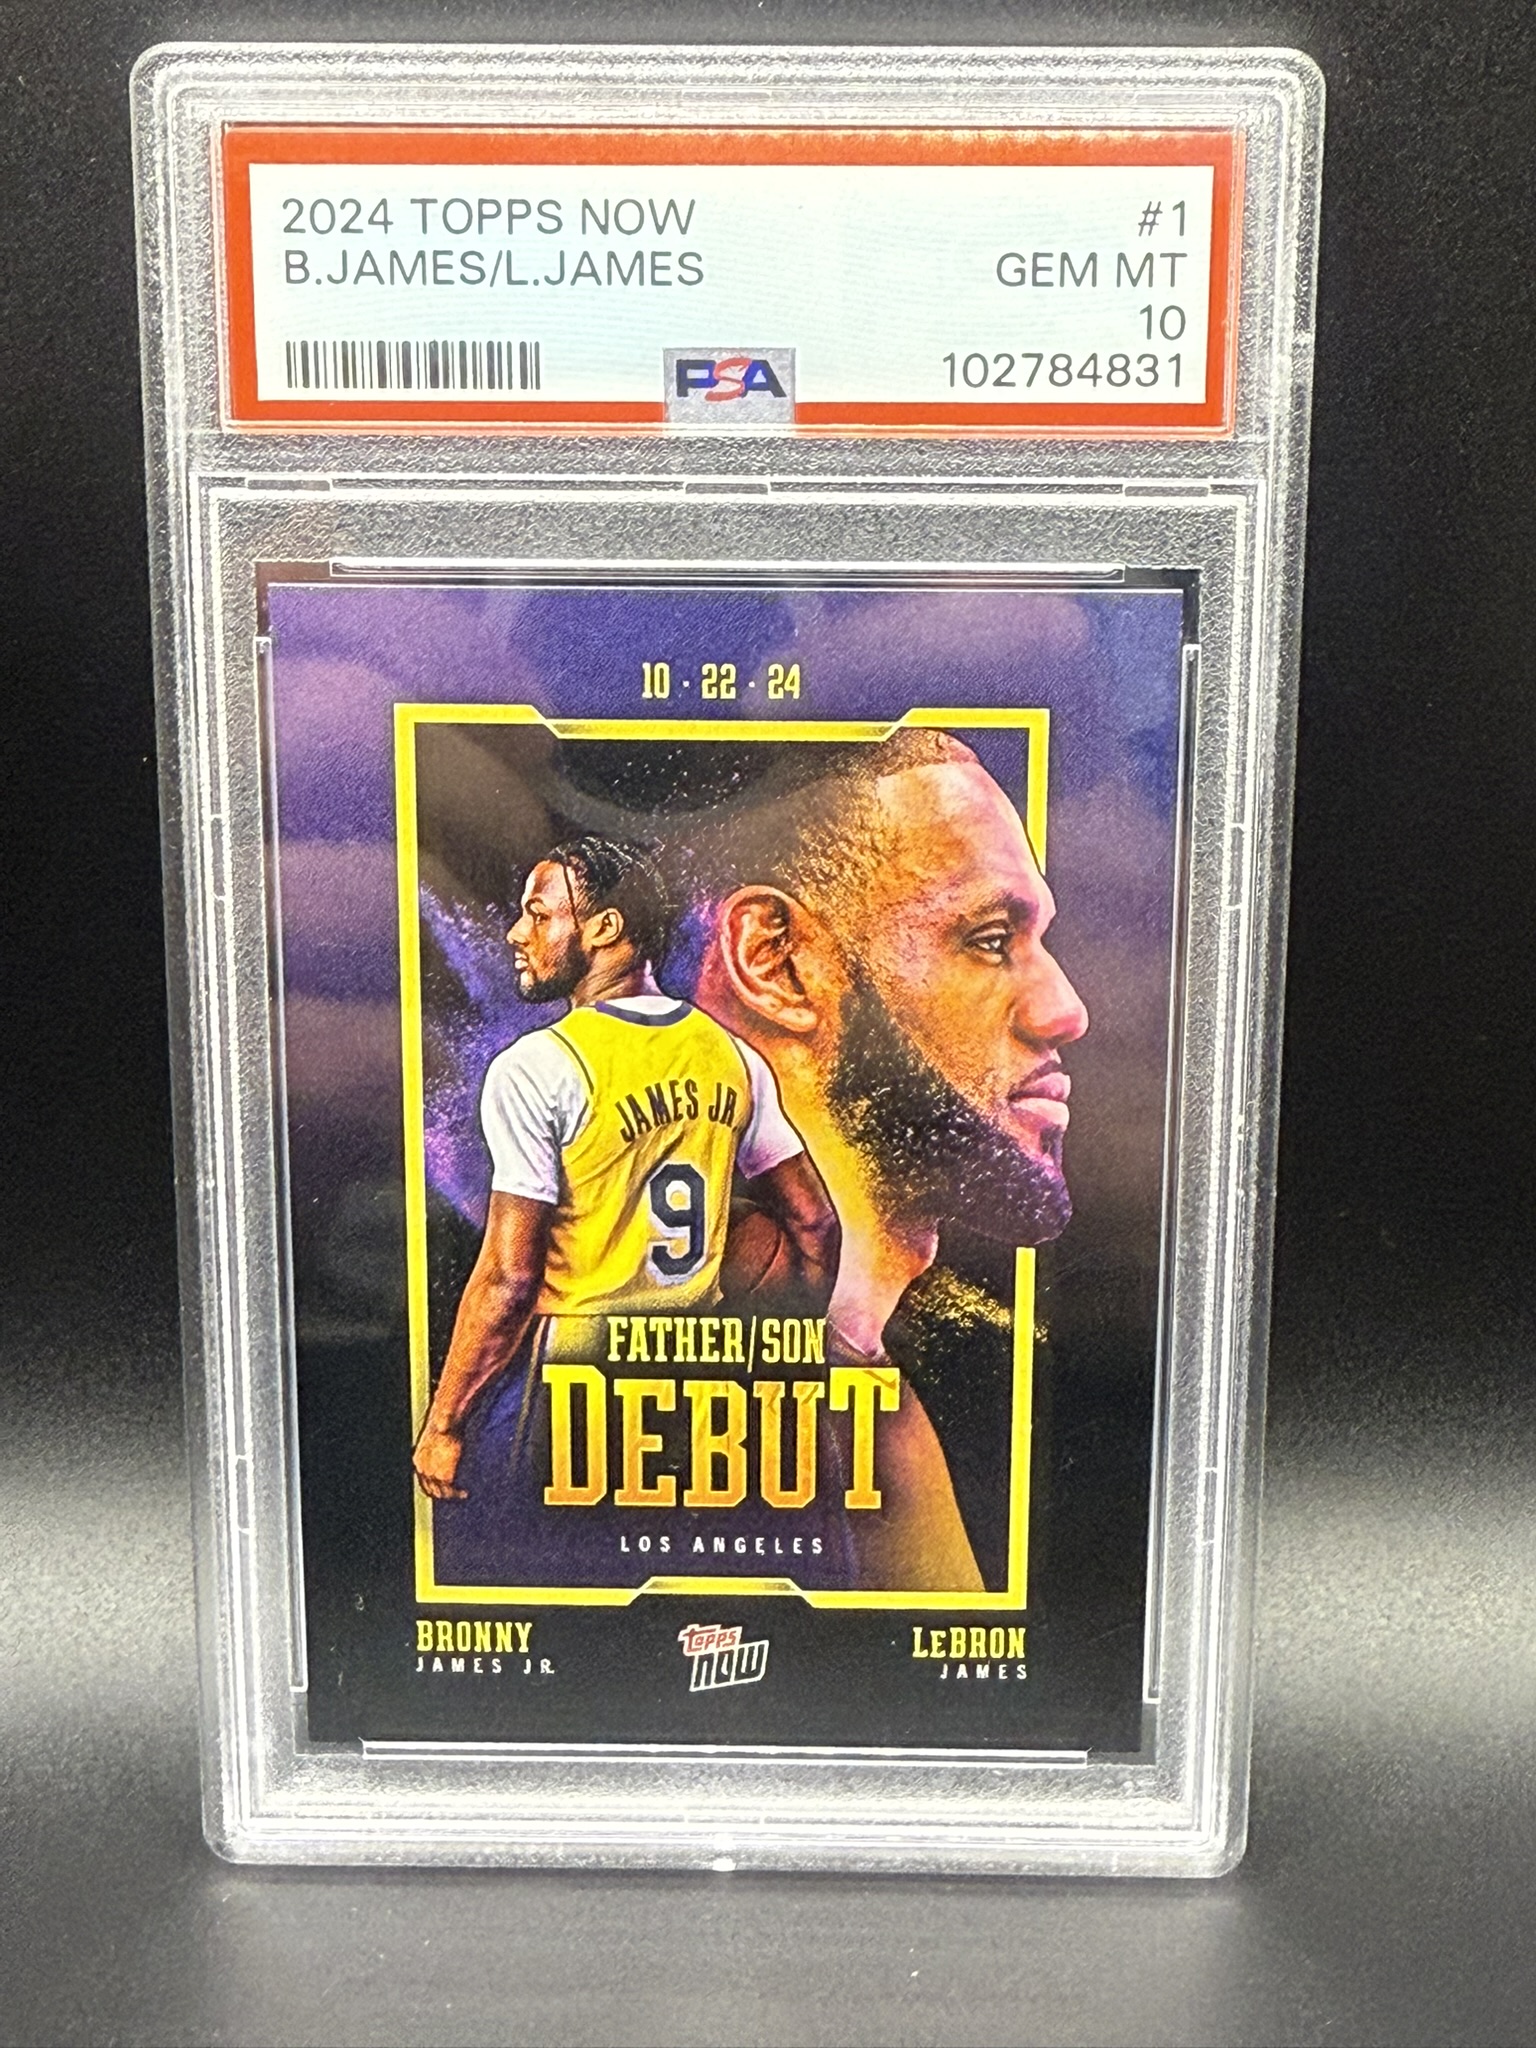 2024 TOPPS NOW #1
B.JAMES/L.JAMES GEM MT
10
PSA 102784831
10 · 22 · 24
JAMES JR
9
FATHER/SON
DEBUT
LOS ANGELES
BRONNY topps LEBRON
JAMES JR. NOW JAMES